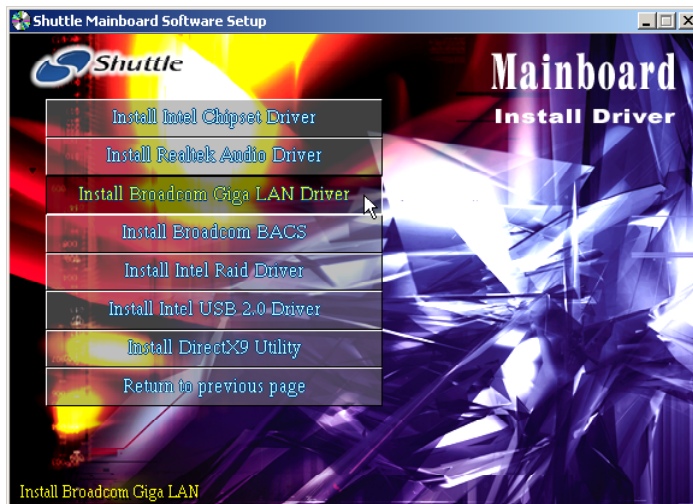 Shuttle Mainboard Software Setup
Shuttle
Mainboard
Install Driver
Install Intel Chipset Driver
Install Realtek Audio Driver
Install Broadcom Giga LAN Driver
Install Broadcom BACS
Install Intel Raid Driver
Install Intel USB 2.0 Driver
Install DirectX9 Utility
Return to previous page
Install Broadcom Giga LAN